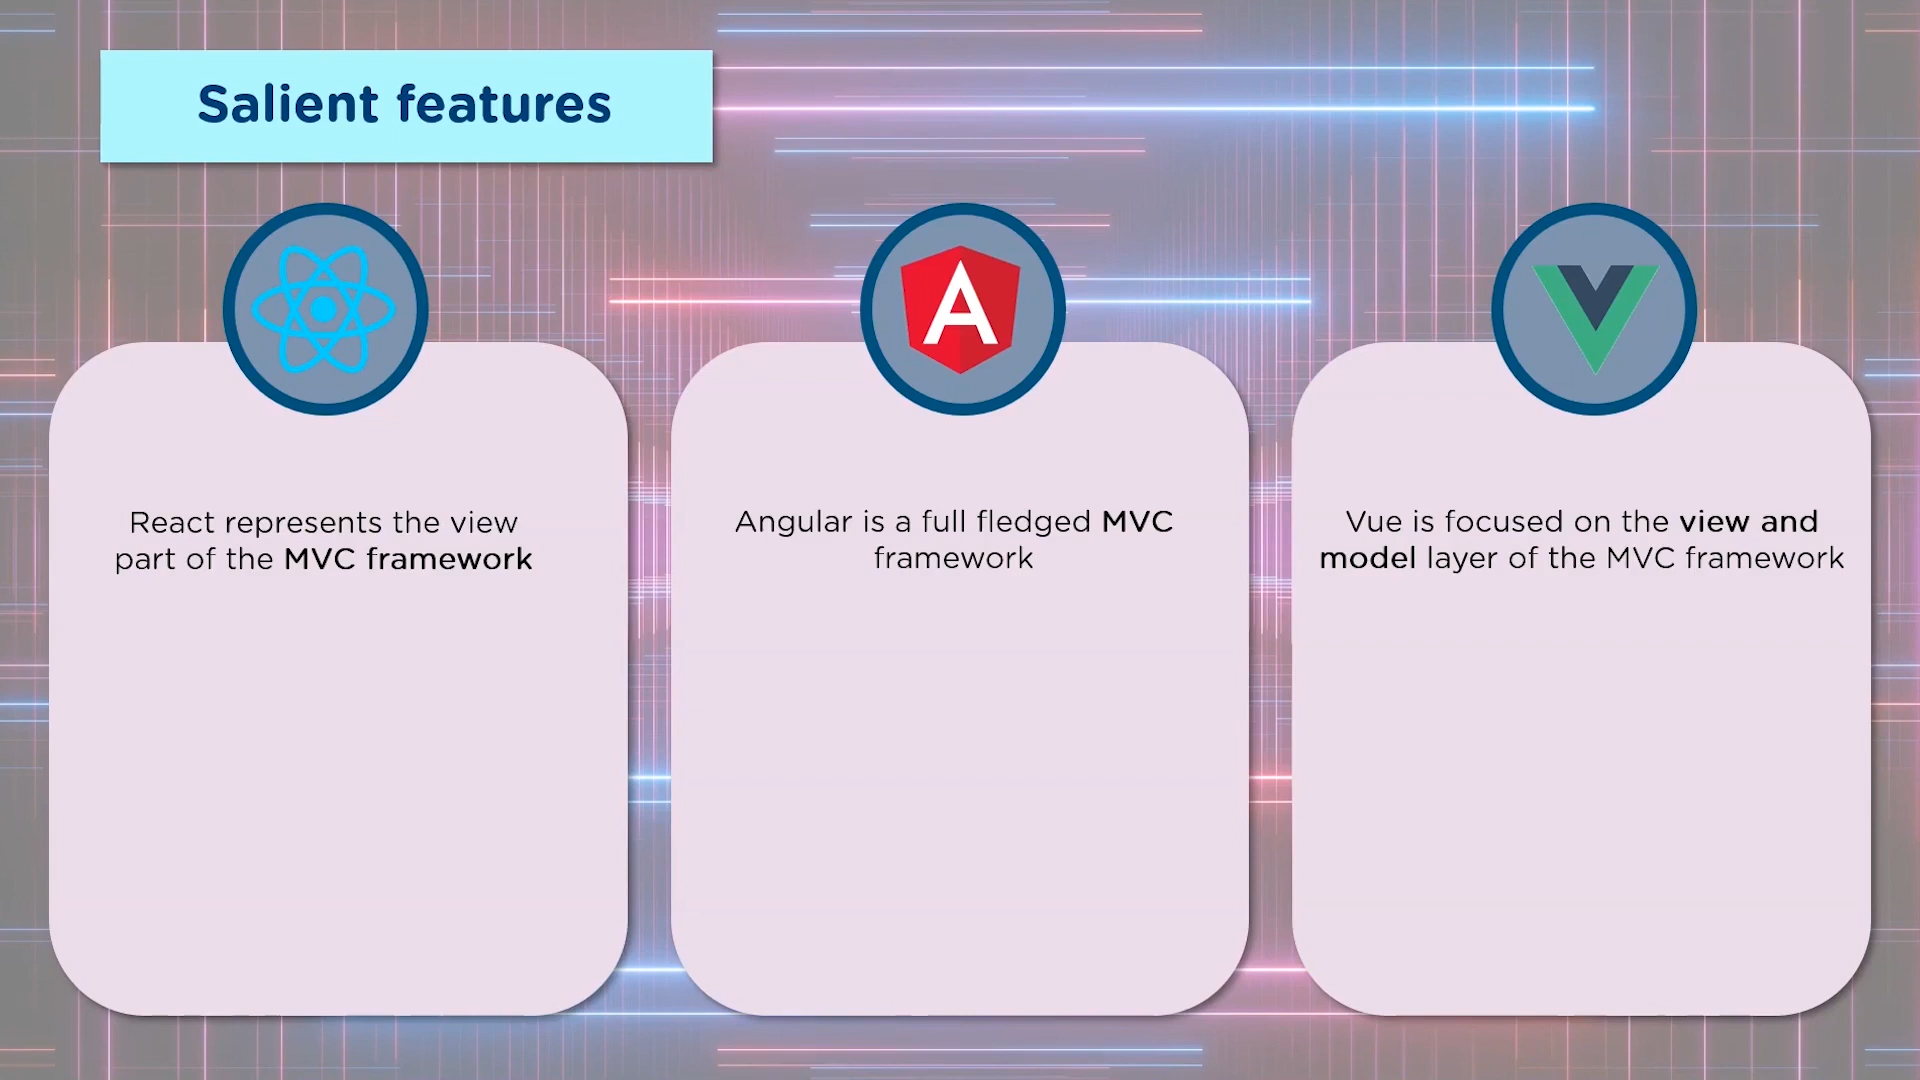 Salient features
React represents the view
part of the MVC framework
Angular is a full fledged MVC
framework
Vue is focused on the view and
model layer of the MVC framework